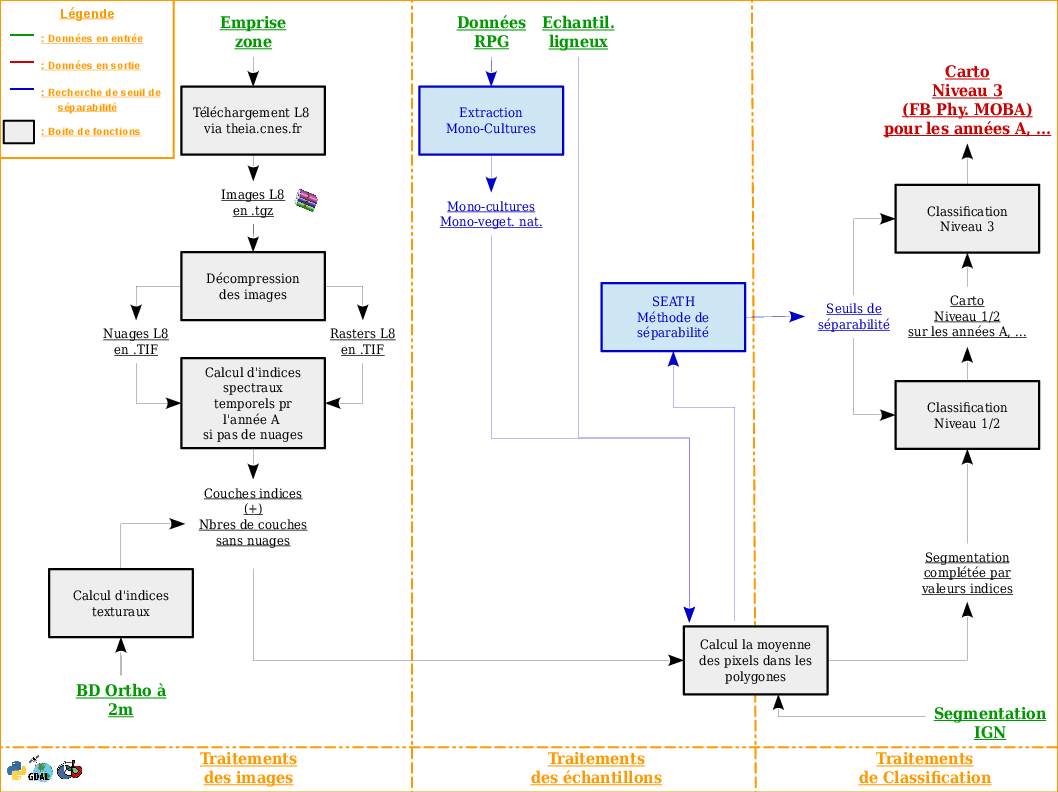 Légende
: Données en entrée
: Données en sortie
: Recherche de seuil de
séparabilité
: Boite de fonctions
Emprise
zone
Téléchargement L8
via theia.cnes.fr
Images L8
en .tgz
Décompression
des images
Nuages L8
en .TIF
Rasters L8
en .TIF
Calcul d'indices
spectraux
temporels pr
l'année A
si pas de nuages
Couches indices
(+)
Nbres de couches
sans nuages
Calcul d'indices
texturaux
BD Ortho à
2m
GDAL
Traitements
des images
Données
RPG
Echantil.
ligneux
Extraction
Mono-Cultures
Mono-cultures
Mono-veget. nat.
SEATH
Méthode de
séparabilité
Calcul la moyenne
des pixels dans les
polygones
Traitements
des échantillons
Carto
Niveau 3
(FB Phy. MOBA)
pour les années A, ...
Classification
Niveau 3
Seuils de
séparabilité
Carto
Niveau 1/2
sur les années A, ...
Classification
Niveau 1/2
Segmentation
complétée par
valeurs indices
Segmentation
IGN
Traitements
de Classification